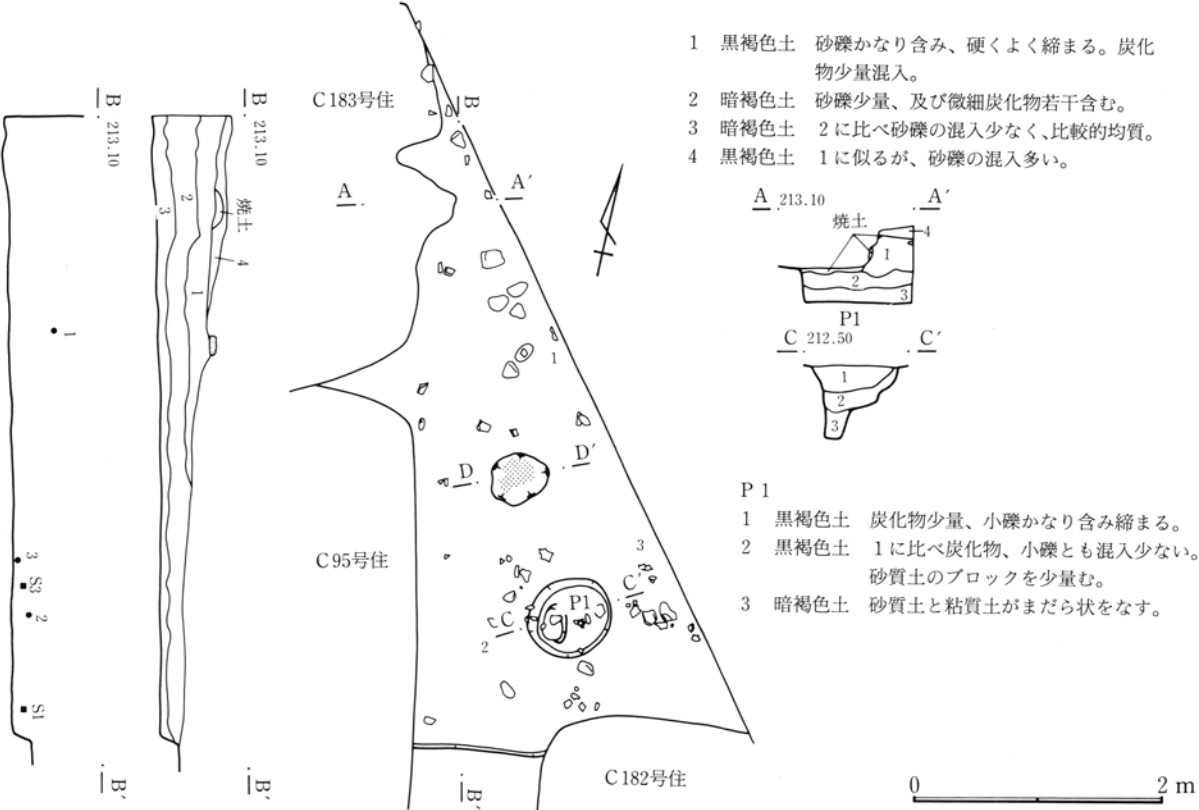 1 黒褐色土 砂礫かなり含み、硬くよく締まる。炭化
物少量混入。
2 暗褐色土 砂礫少量、及び微細炭化物若干含む。
3 暗褐色土 2に比べ砂礫の混入少なく、比較的均質。
4 黒褐色土 1に似るが、砂礫の混入多い。
B
213.10
1
3
S3
2
S1
B′
B
213.10
焼土
4
1
2
3
B′
C183号住
B
A
A′
1
D
D′
C95号住
3
P1
C
C′
2
C182号住
B′
A 213.10 A′
焼土
4
1
2
3
P1
C 212.50 C′
1
2
3
P1
1 黒褐色土 炭化物少量、小礫かなり含み締まる。
2 黒褐色土 1に比べ炭化物、小礫とも混入少ない。
砂質土のブロックを少量む。
3 暗褐色土 砂質土と粘質土がまだら状をなす。
0 2 m